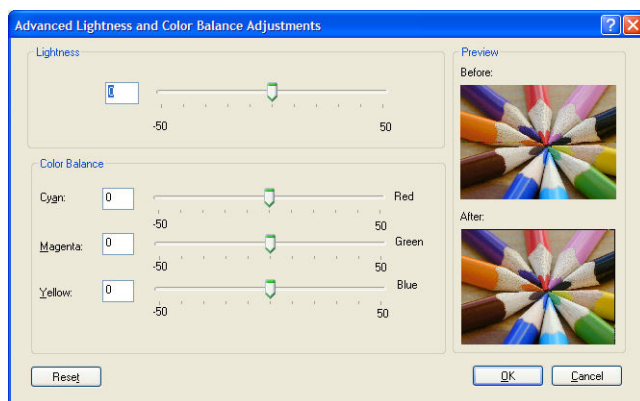 Advanced Lightness and Color Balance Adjustments
Lightness
0
-50 50
Color Balance
Cyan: 0 Red
-50 50
Magenta: 0 Green
-50 50
Yellow: 0 Blue
-50 50
Preview
Before:
After:
Reset OK Cancel